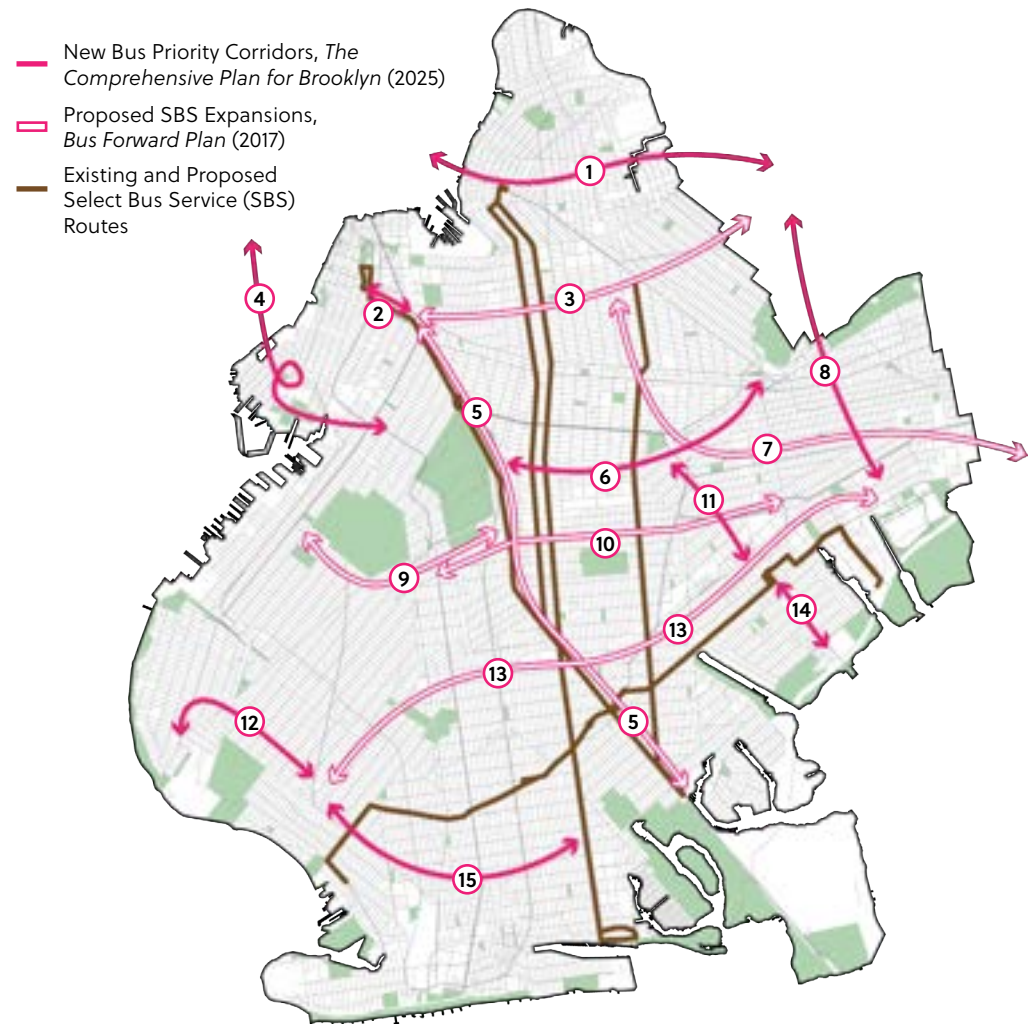 New Bus Priority Corridors, The
Comprehensive Plan for Brooklyn (2025)
Proposed SBS Expansions,
Bus Forward Plan (2017)
Existing and Proposed
Select Bus Service (SBS)
Routes
1
2
3
4
5
6
7
8
9
10
11
12
13
13
14
5
15